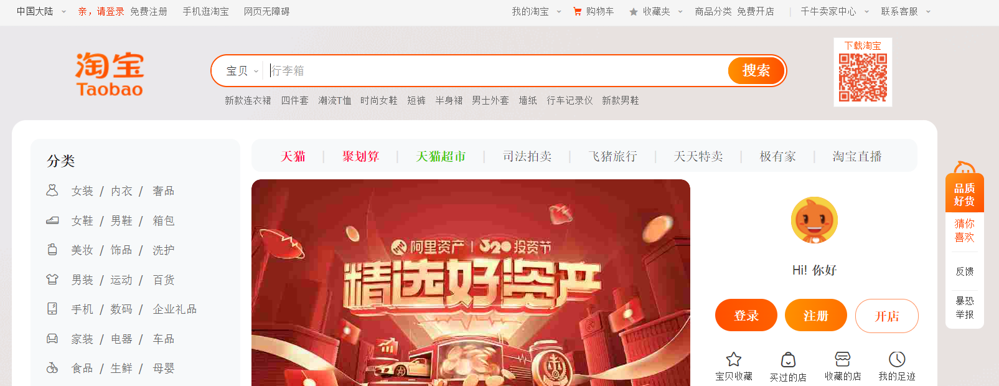 中国大陆 亲，请登录 免费注册 手机逛淘宝 网页无障碍 我的淘宝 购物车 收藏夹 商品分类 免费开店 | 千牛卖家中心 联系客服
淘宝
Taobao
宝贝 行李箱 搜索
下载淘宝
新款连衣裙 四件套 潮流T恤 时尚女鞋 短裤 半身裙 男士外套 墙纸 行车记录仪 新款男鞋
分类
女装 / 内衣 / 奢品
女鞋 / 男鞋 / 箱包
美妆 / 饰品 / 洗护
男装 / 运动 / 百货
手机 / 数码 / 企业礼品
家装 / 电器 / 车品
食品 / 生鲜 / 母婴
天猫 | 聚划算 | 天猫超市 | 司法拍卖 | 飞猪旅行 | 天天特卖 | 极有家 | 淘宝直播
阿里资产 | 520 投资节
精选好资产
Hi! 你好
登录 注册 开店
宝贝收藏 买过的店 收藏的店 我的足迹
品质
好货
猜你
喜欢
反馈
暴恐
举报